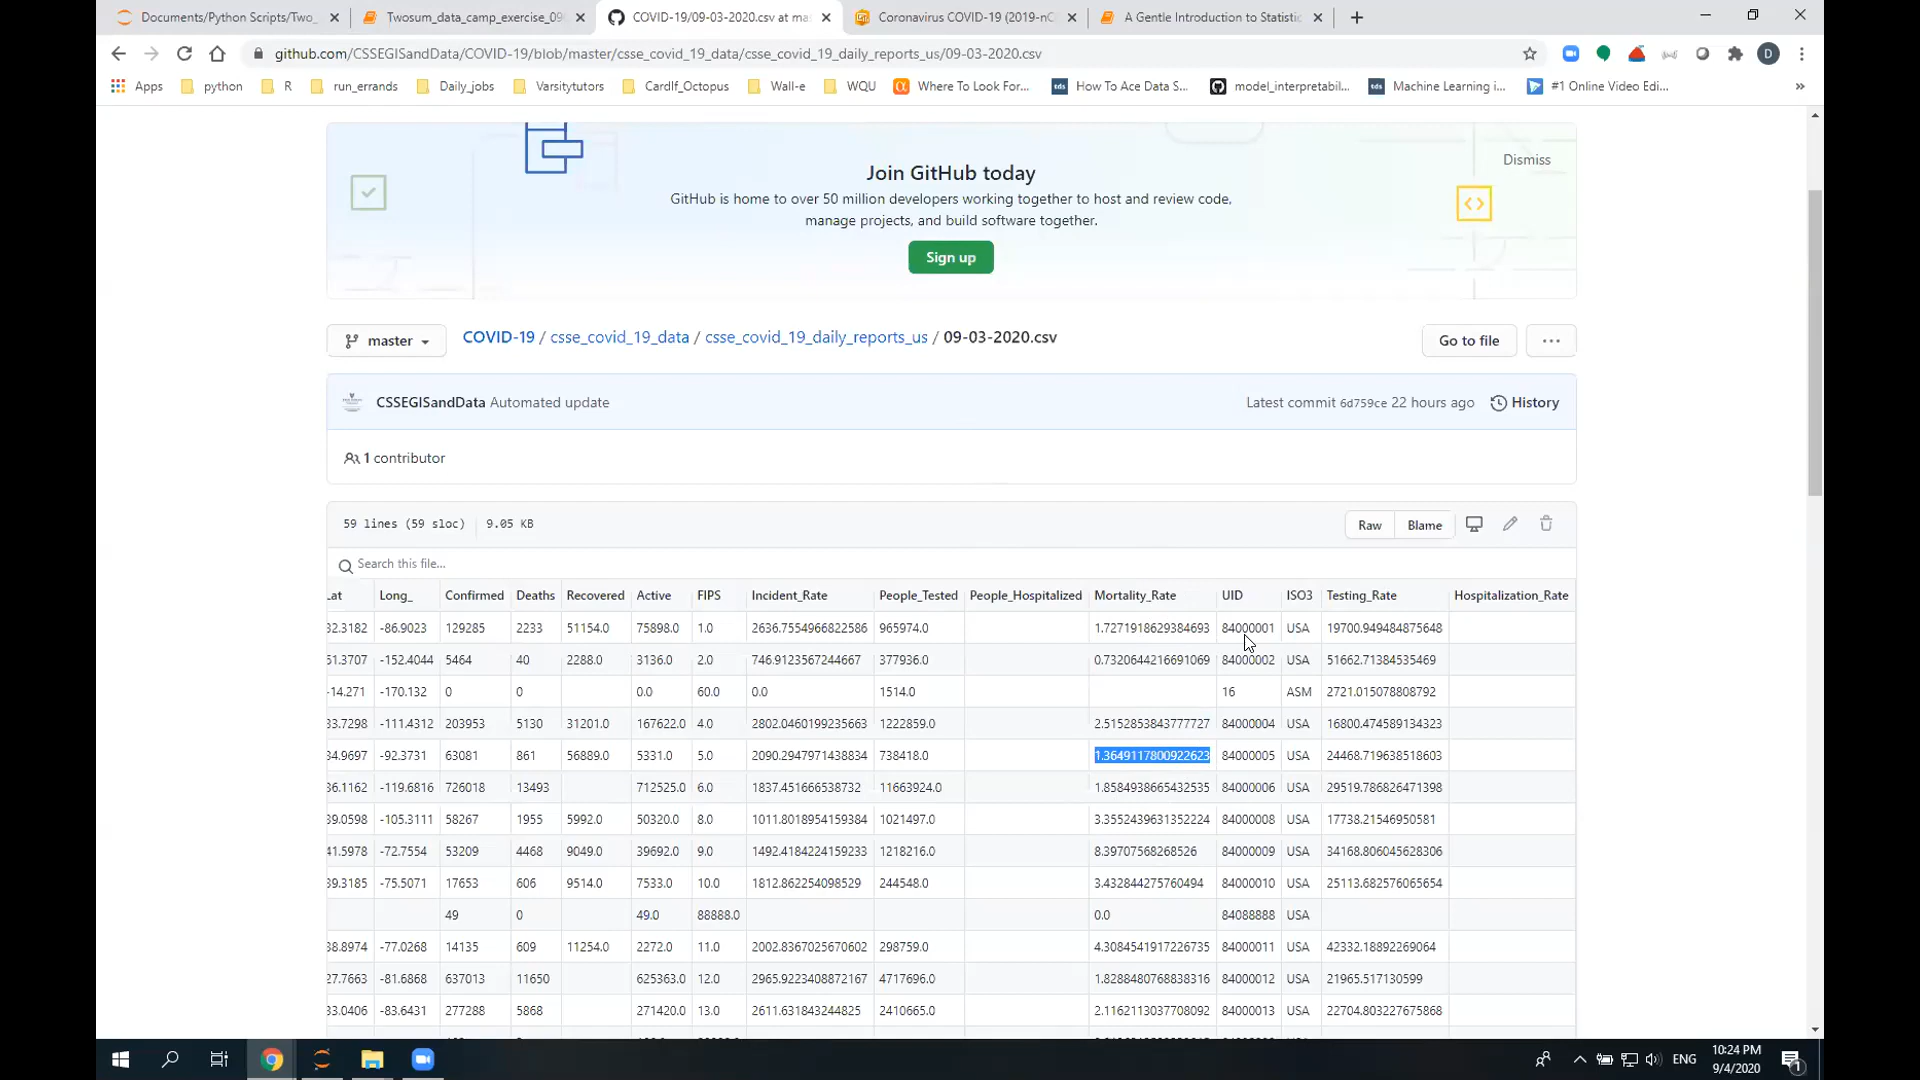 Documents/Python Scripts/Two_ Twosum_data_camp_exercise_09 COVID-19/09-03-2020.csv at ma Coronavirus COVID-19 (2019-nC A Gentle Introduction to Statistic
github.com/CSSEGISandData/COVID-19/blob/master/csse_covid_19_data/csse_covid_19_daily_reports_us/09-03-2020.csv D
Apps python R run_errands Daily_jobs Varsitytutors CardIf_Octopus Wall-e WQU Where To Look For... tds How To Ace Data S... model_interpretabil... tds Machine Learning i... #1 Online Video Edi... »
Join GitHub today
Dismiss
GitHub is home to over 50 million developers working together to host and review code,
manage projects, and build software together.
Sign up
master COVID-19 / csse_covid_19_data / csse_covid_19_daily_reports_us / 09-03-2020.csv Go to file ...
CSSEGISandData Automated update Latest commit 6d759ce 22 hours ago History
1 contributor
59 lines (59 sloc) 9.05 KB Raw Blame
Search this file...
Lat Long_ Confirmed Deaths Recovered Active FIPS Incident_Rate People_Tested People_Hospitalized Mortality_Rate UID ISO3 Testing_Rate Hospitalization_Rate
32.3182 -86.9023 129285 2233 51154.0 75898.0 1.0 2636.7554966822586 965974.0 1.7271918629384693 84000001 USA 19700.949484875648
51.3707 -152.4044 5464 40 2288.0 3136.0 2.0 746.9123567244667 377936.0 0.7320644216691069 84000002 USA 51662.71384535469
-14.271 -170.132 0 0 0.0 60.0 0.0 1514.0 16 ASM 2721.015078808792
33.7298 -111.4312 203953 5130 31201.0 167622.0 4.0 2802.0460199235663 1222859.0 2.5152853843777727 84000004 USA 16800.474589134323
34.9697 -92.3731 63081 861 56889.0 5331.0 5.0 2090.2947971438834 738418.0 1.3649117800922623 84000005 USA 24468.719638518603
36.1162 -119.6816 726018 13493 712525.0 6.0 1837.451666538732 11663924.0 1.8584938665432535 84000006 USA 29519.786826471398
39.0598 -105.3111 58267 1955 5992.0 50320.0 8.0 1011.8018954159384 1021497.0 3.3552439631352224 84000008 USA 17738.21546950581
41.5978 -72.7554 53209 4468 9049.0 39692.0 9.0 1492.4184224159233 1218216.0 8.39707568268526 84000009 USA 34168.806045628306
39.3185 -75.5071 17653 606 9514.0 7533.0 10.0 1812.862254098529 244548.0 3.432844275760494 84000010 USA 25113.682576065654
49 0 49.0 88888.0 0.0 84088888 USA
38.8974 -77.0268 14135 609 11254.0 2272.0 11.0 2002.8367025670602 298759.0 4.3084541917226735 84000011 USA 42332.18892269064
27.7663 -81.6868 637013 11650 625363.0 12.0 2965.9223408872167 4717696.0 1.8288480768838316 84000012 USA 21965.517130599
33.0406 -83.6431 277288 5868 271420.0 13.0 2611.631843244825 2410665.0 2.1162113037708092 84000013 USA 22704.803227675868
ENG 10:24 PM
9/4/2020 1